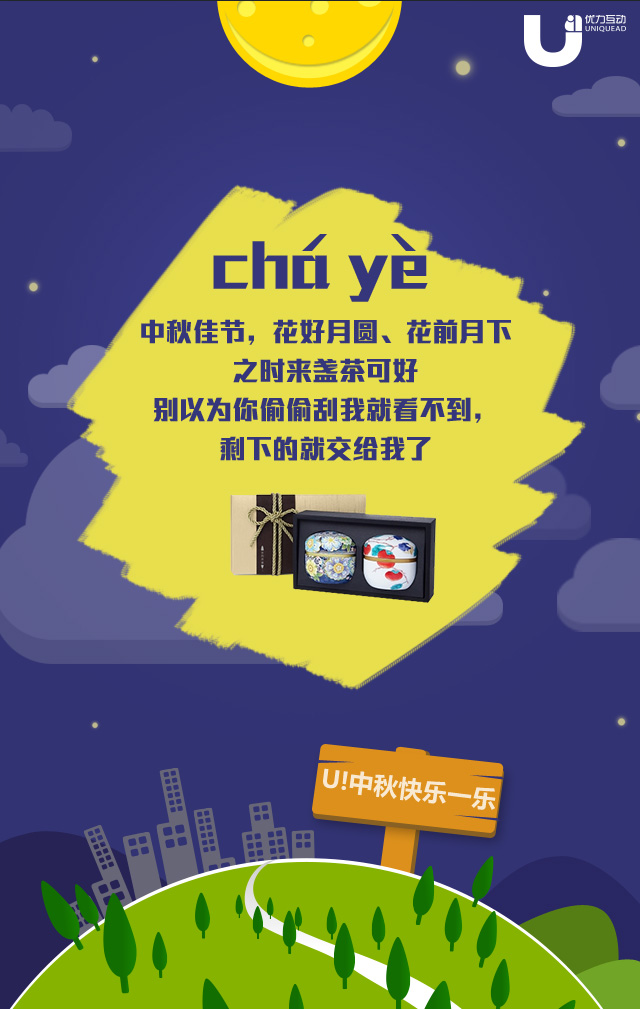 优力互动
UNIQUEAD
chá yè
中秋佳节，花好月圆、花前月下
之时来盏茶可好
别以为你偷偷刮我就看不到，
剩下的就交给我了
U!中秋快乐一乐